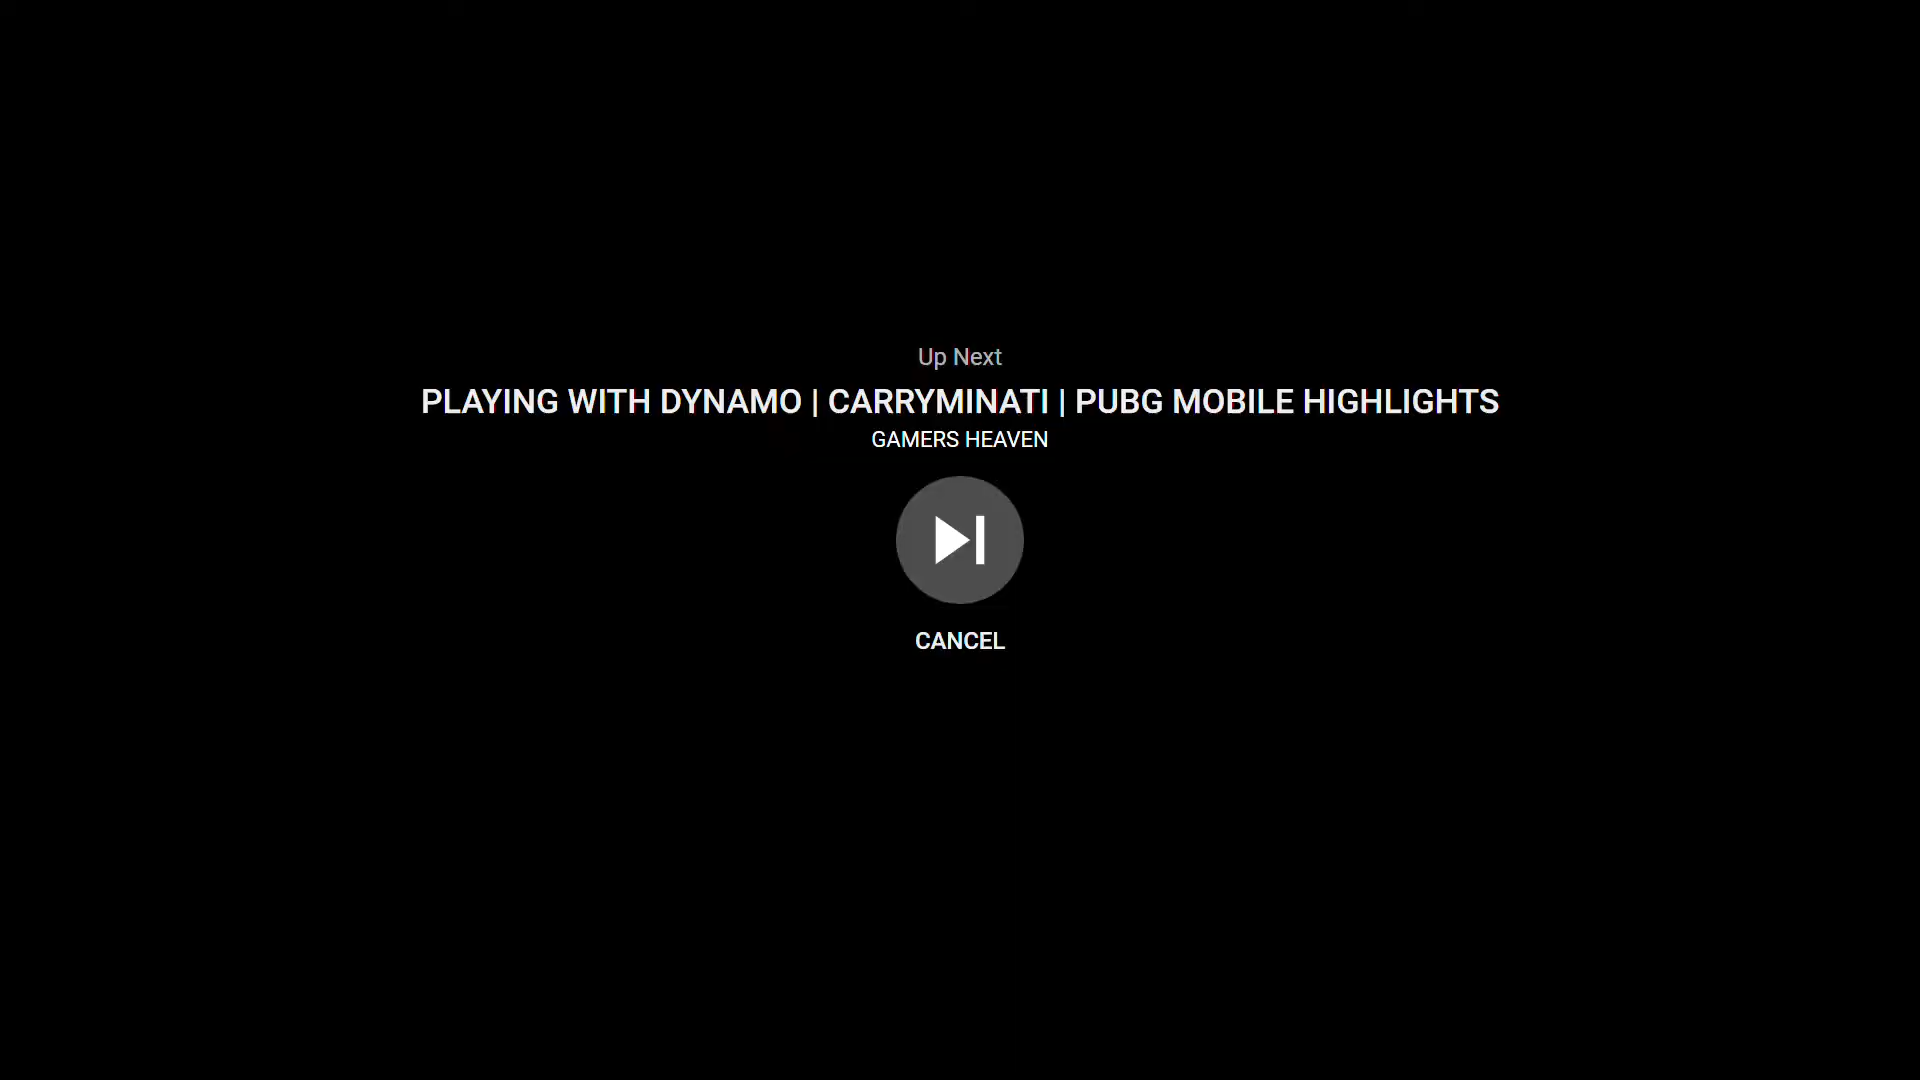 Up Next
PLAYING WITH DYNAMO | CARRYMINATI | PUBG MOBILE HIGHLIGHTS
GAMERS HEAVEN
CANCEL